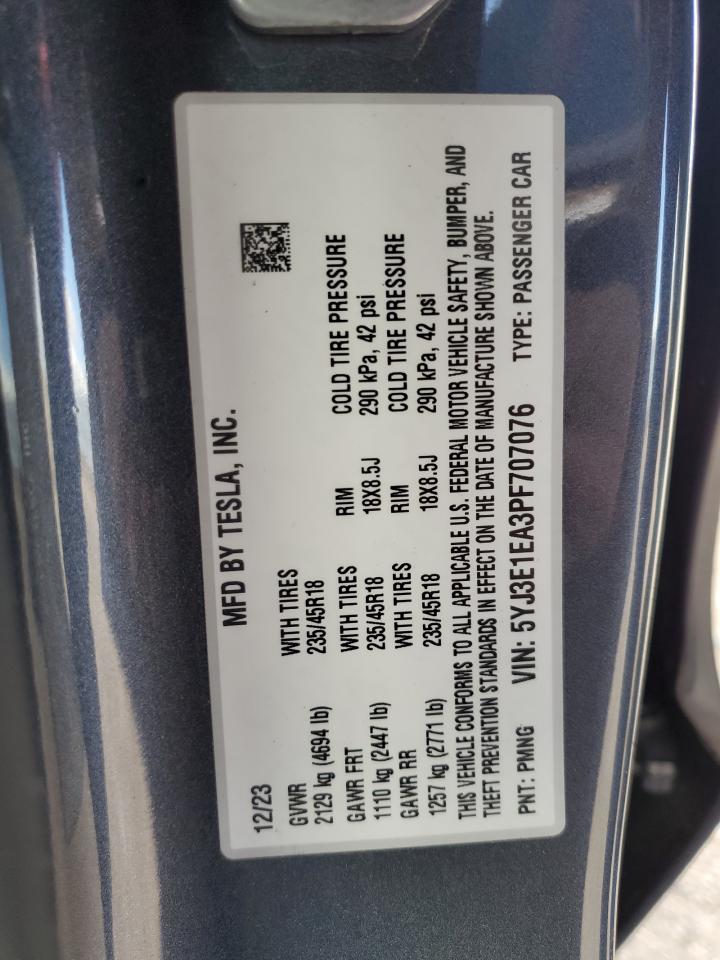 MFD BY TESLA, INC.
12/23
GVWR WITH TIRES
2129 kg (4694 lb) 235/45R18
GAWR FRT WITH TIRES RIM COLD TIRE PRESSURE
1110 kg (2447 lb) 235/45R18 18X8.5J 290 kPa, 42 psi
GAWR RR WITH TIRES RIM COLD TIRE PRESSURE
1257 kg (2771 lb) 235/45R18 18X8.5J 290 kPa, 42 psi
THIS VEHICLE CONFORMS TO ALL APPLICABLE U.S. FEDERAL MOTOR VEHICLE SAFETY, BUMPER, AND
THEFT PREVENTION STANDARDS IN EFFECT ON THE DATE OF MANUFACTURE SHOWN ABOVE.
PNT: PMNG VIN: 5YJ3E1EA3PF707076 TYPE: PASSENGER CAR